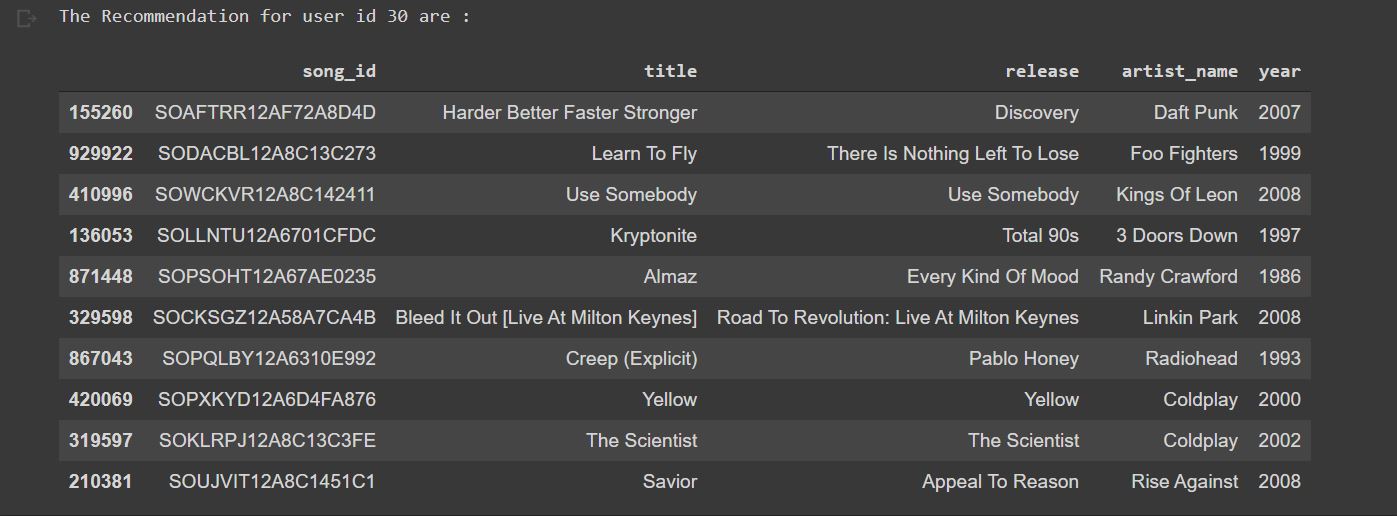 The Recommendation for user id 30 are :
song_id title release artist_name year
155260 SOAFTRR12AF72A8D4D Harder Better Faster Stronger Discovery Daft Punk 2007
929922 SODACBL12A8C13C273 Learn To Fly There Is Nothing Left To Lose Foo Fighters 1999
410996 SOWCKVR12A8C142411 Use Somebody Use Somebody Kings Of Leon 2008
136053 SOLLNTU12A6701CFDC Kryptonite Total 90s 3 Doors Down 1997
871448 SOPSOHT12A67AE0235 Almaz Every Kind Of Mood Randy Crawford 1986
329598 SOCKSGZ12A58A7CA4B Bleed It Out [Live At Milton Keynes] Road To Revolution: Live At Milton Keynes Linkin Park 2008
867043 SOPQLBY12A6310E992 Creep (Explicit) Pablo Honey Radiohead 1993
420069 SOPXKYD12A6D4FA876 Yellow Yellow Coldplay 2000
319597 SOKLRPJ12A8C13C3FE The Scientist The Scientist Coldplay 2002
210381 SOUJVIT12A8C1451C1 Savior Appeal To Reason Rise Against 2008